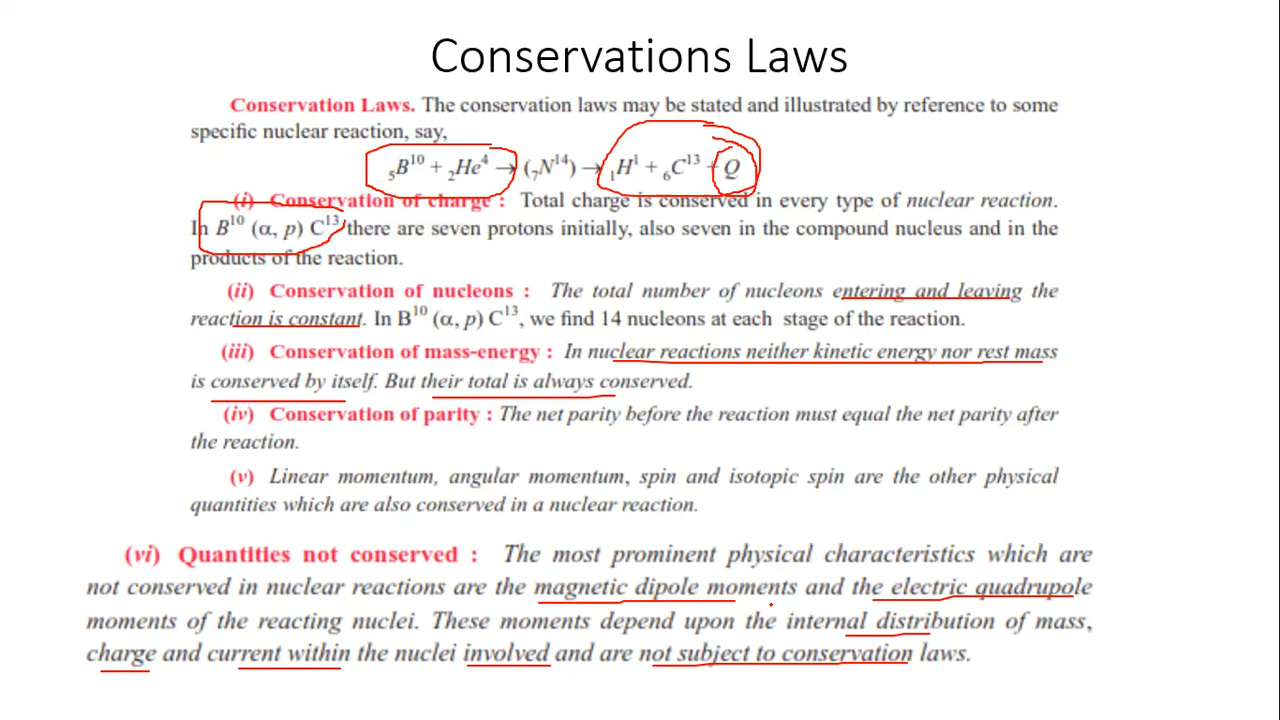 Conservations Laws
Conservation Laws. The conservation laws may be stated and illustrated by reference to some
specific nuclear reaction, say,
₅B¹⁰ + ₂He⁴ → (₇N¹⁴) → ₁H¹ + ₆C¹³ + Q
(i) Conservation of charge : Total charge is conserved in every type of nuclear reaction.
In B¹⁰ (α, p) C¹³ there are seven protons initially, also seven in the compound nucleus and in the
products of the reaction.
(ii) Conservation of nucleons : The total number of nucleons entering and leaving the
reaction is constant. In B¹⁰ (α, p) C¹³, we find 14 nucleons at each stage of the reaction.
(iii) Conservation of mass-energy : In nuclear reactions neither kinetic energy nor rest mass
is conserved by itself. But their total is always conserved.
(iv) Conservation of parity : The net parity before the reaction must equal the net parity after
the reaction.
(v) Linear momentum, angular momentum, spin and isotopic spin are the other physical
quantities which are also conserved in a nuclear reaction.
(vi) Quantities not conserved : The most prominent physical characteristics which are
not conserved in nuclear reactions are the magnetic dipole moments and the electric quadrupole
moments of the reacting nuclei. These moments depend upon the internal distribution of mass,
charge and current within the nuclei involved and are not subject to conservation laws.